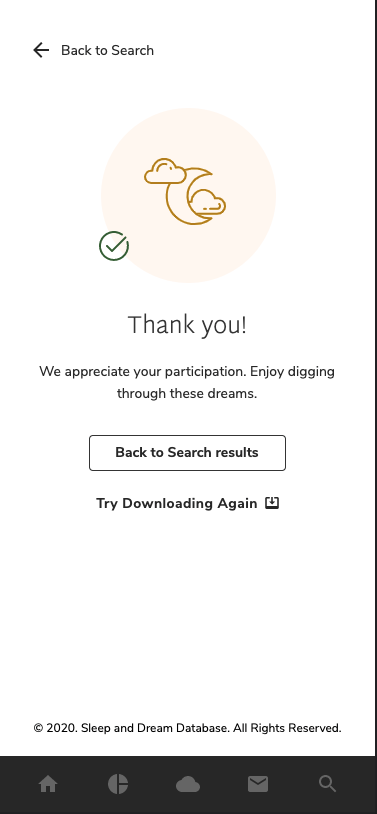 Back to Search
Thank you!
We appreciate your participation. Enjoy digging
through these dreams.
Back to Search results
Try Downloading Again
© 2020. Sleep and Dream Database. All Rights Reserved.